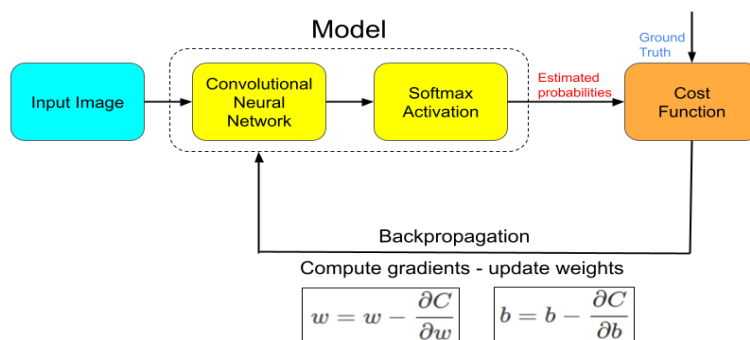 Model
Ground
Truth
Input Image
Convolutional
Neural
Network
Softmax
Activation
Estimated
probabilities
Cost
Function
Backpropagation
Compute gradients - update weights
w = w − ∂C/∂w
b = b − ∂C/∂b